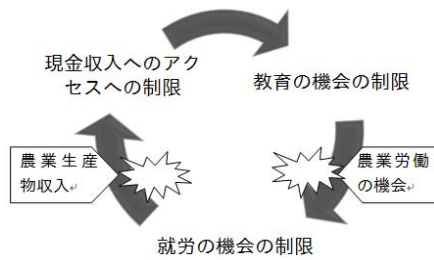 現金収入へのアク
セスへの制限
教育の機会の制限
農業生産
物収入↵
農業労働
の機会↵
就労の機会の制限